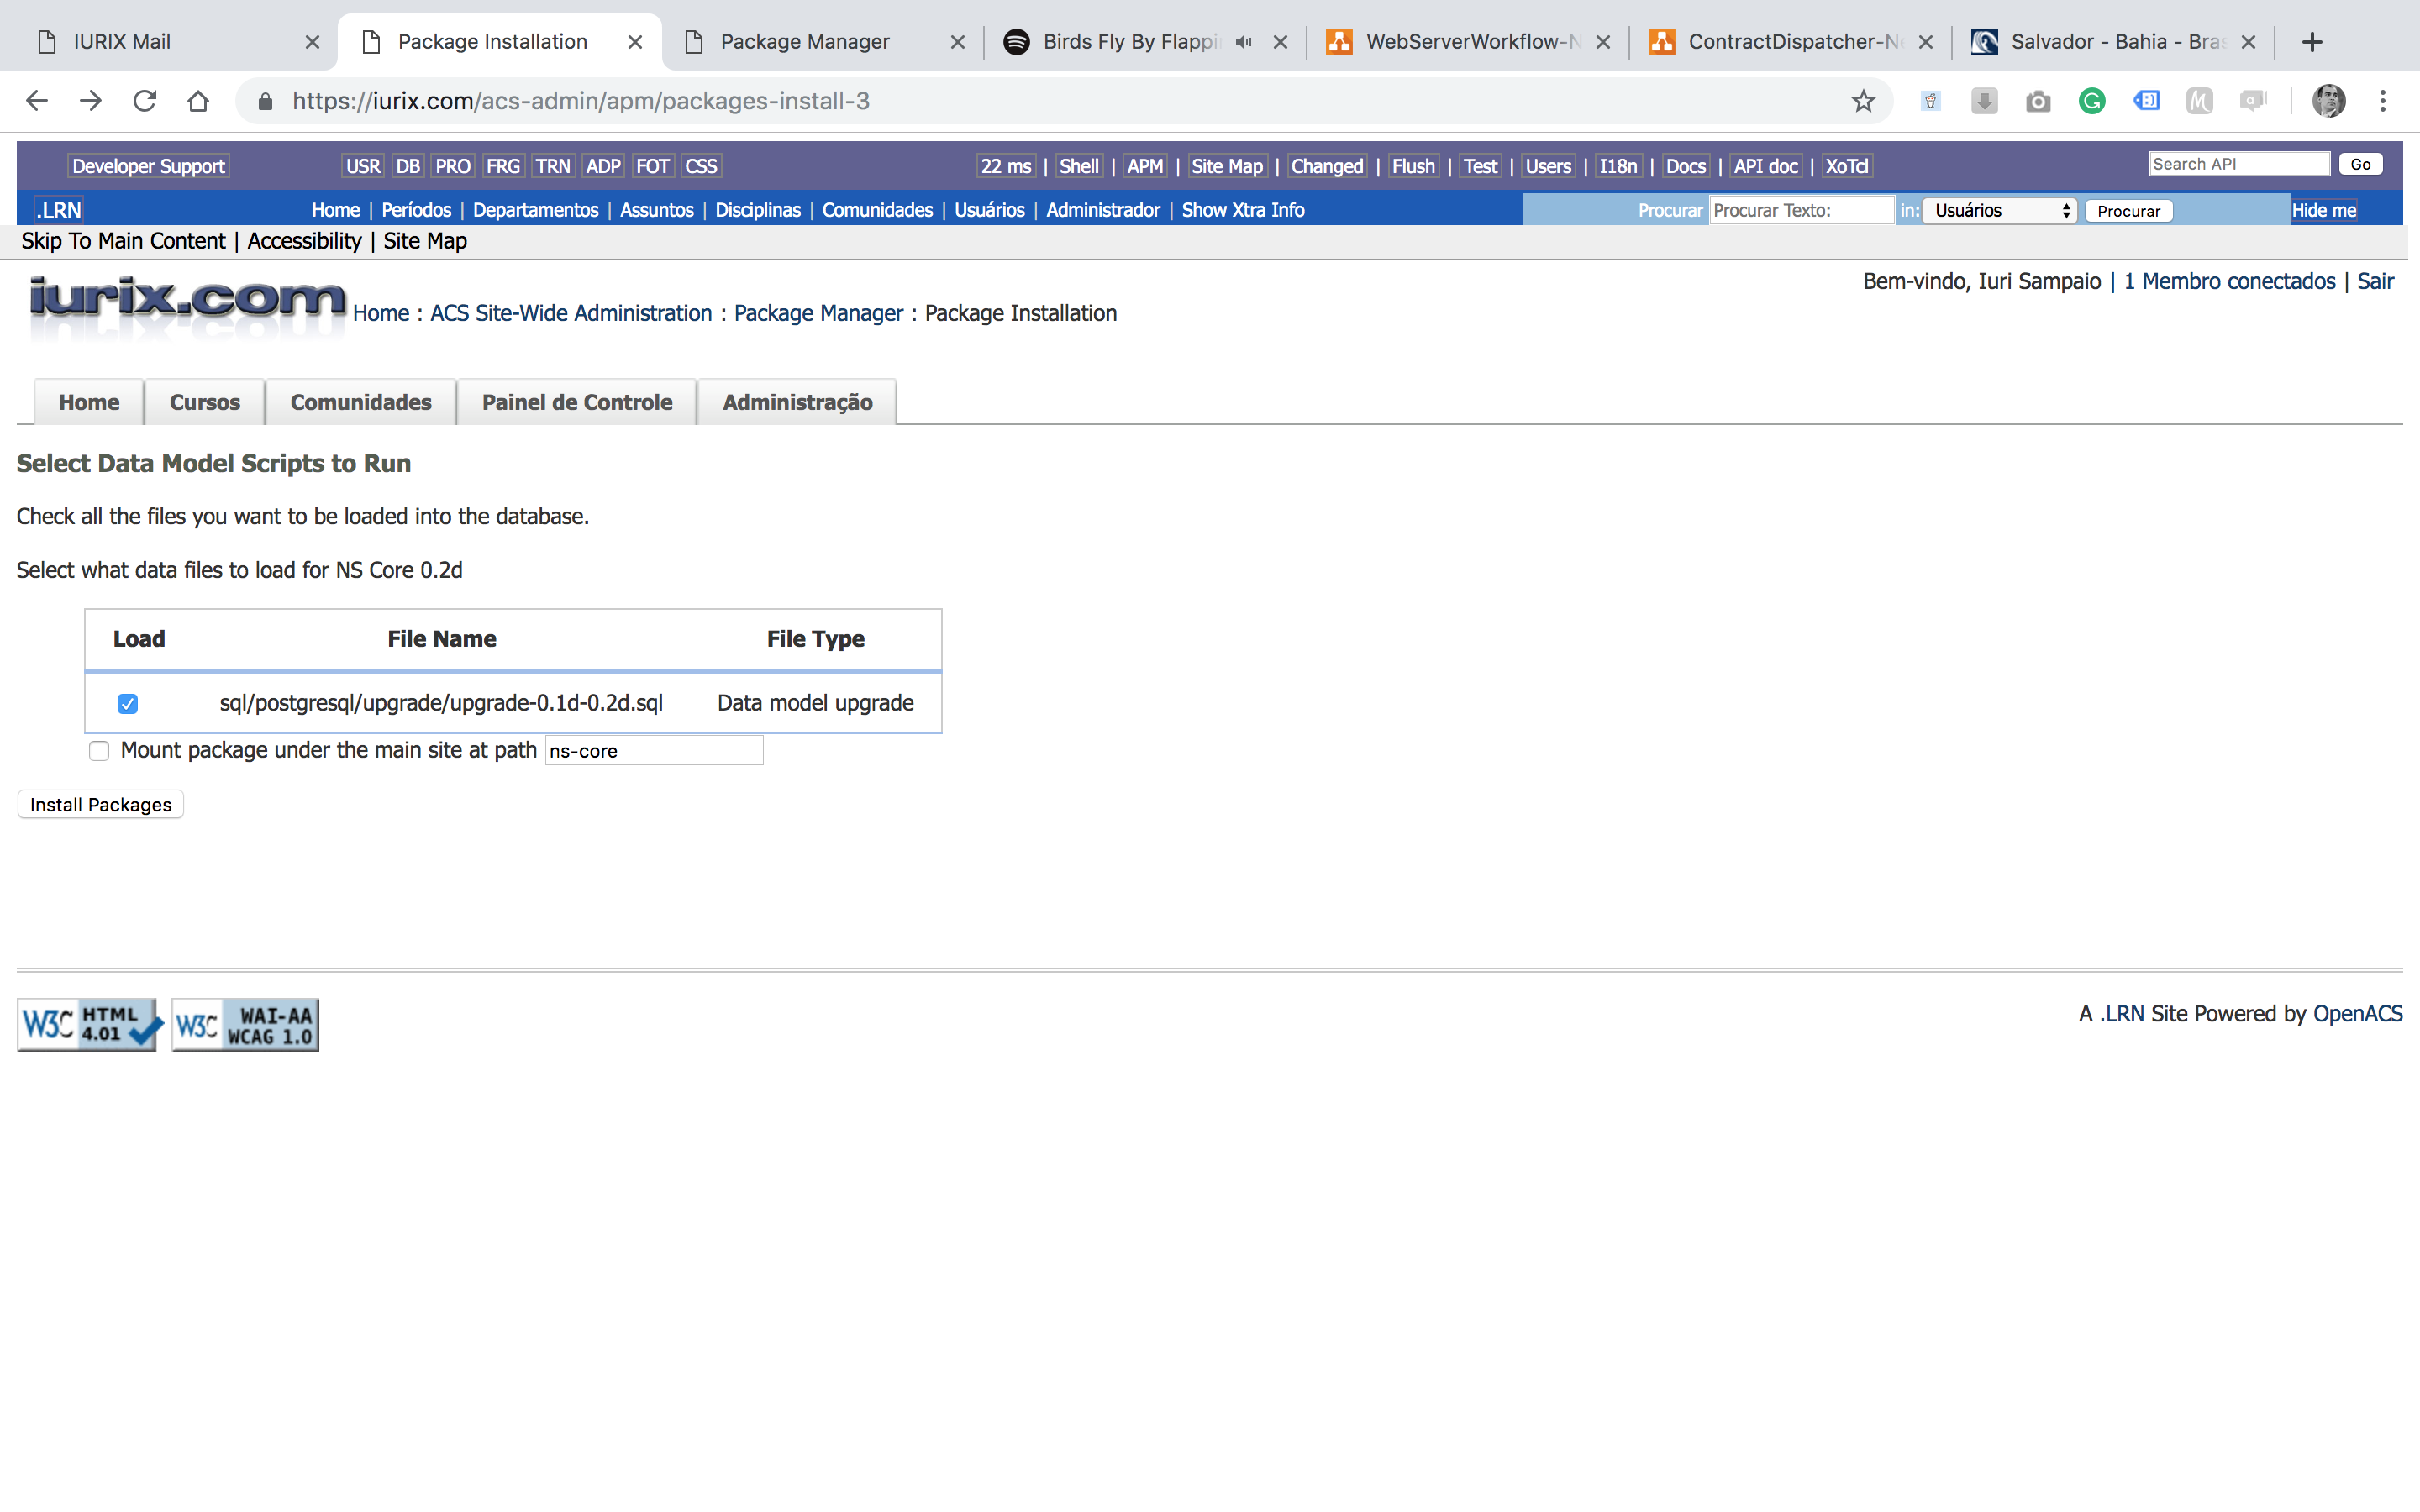 IURIX Mail
Package Installation
Package Manager
Birds Fly By Flappi
WebServerWorkflow-N
ContractDispatcher-Ne
Salvador - Bahia - Bras
https://iurix.com/acs-admin/apm/packages-install-3
Developer Support USR DB PRO FRG TRN ADP FOT CSS 22 ms | Shell | APM | Site Map | Changed | Flush | Test | Users | I18n | Docs | API doc | XoTcl Search API Go
.LRN Home | Períodos | Departamentos | Assuntos | Disciplinas | Comunidades | Usuários | Administrador | Show Xtra Info Procurar Procurar Texto: in: Usuários Procurar Hide me
Skip To Main Content | Accessibility | Site Map
Bem-vindo, Iuri Sampaio | 1 Membro conectados | Sair
iurix.com Home : ACS Site-Wide Administration : Package Manager : Package Installation
Home Cursos Comunidades Painel de Controle Administração
Select Data Model Scripts to Run
Check all the files you want to be loaded into the database.
Select what data files to load for NS Core 0.2d
Load File Name File Type
sql/postgresql/upgrade/upgrade-0.1d-0.2d.sql Data model upgrade
Mount package under the main site at path ns-core
Install Packages
W3C HTML 4.01
W3C WAI-AA WCAG 1.0
A .LRN Site Powered by OpenACS